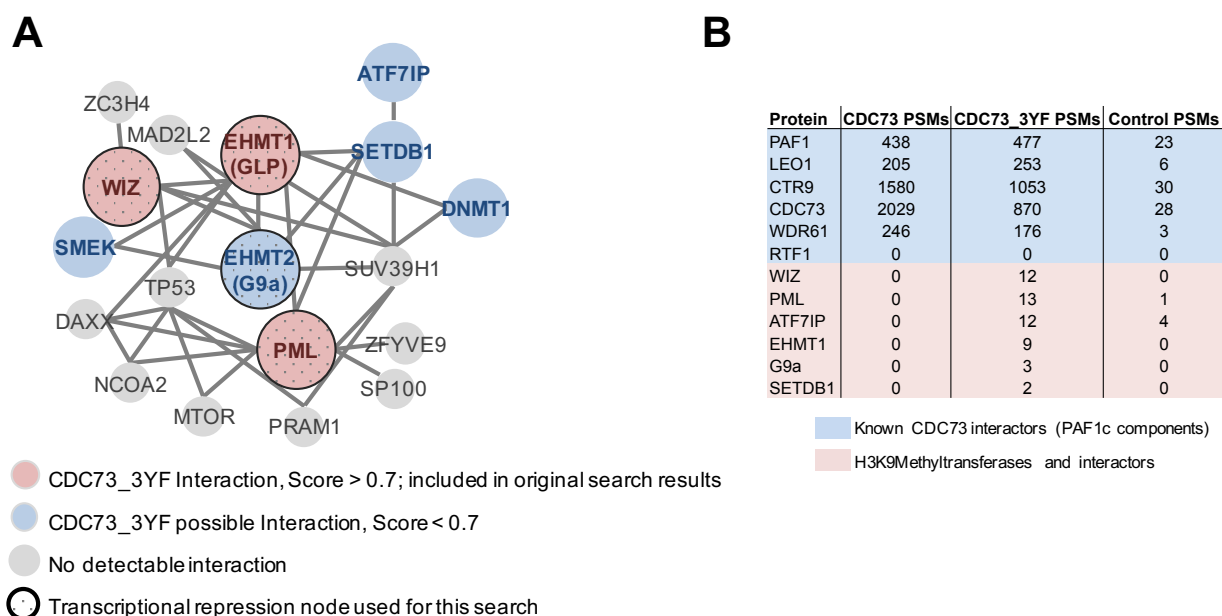 A
B
ATF7IP
ZC3H4
MAD2L2
EHMT1
(GLP)
SETDB1
WIZ
DNMT1
SMEK
EHMT2
(G9a)
SUV39H1
TP53
DAXX
PML
ZFYVE9
NCOA2
SP100
MTOR
PRAM1
CDC73_3YF Interaction, Score > 0.7; included in original search results
CDC73_3YF possible Interaction, Score < 0.7
No detectable interaction
Transcriptional repression node used for this search
Protein CDC73 PSMs CDC73_3YF PSMs Control PSMs
PAF1 438 477 23
LEO1 205 253 6
CTR9 1580 1053 30
CDC73 2029 870 28
WDR61 246 176 3
RTF1 0 0 0
WIZ 0 12 0
PML 0 13 1
ATF7IP 0 12 4
EHMT1 0 9 0
G9a 0 3 0
SETDB1 0 2 0
Known CDC73 interactors (PAF1c components)
H3K9Methyltransferases and interactors